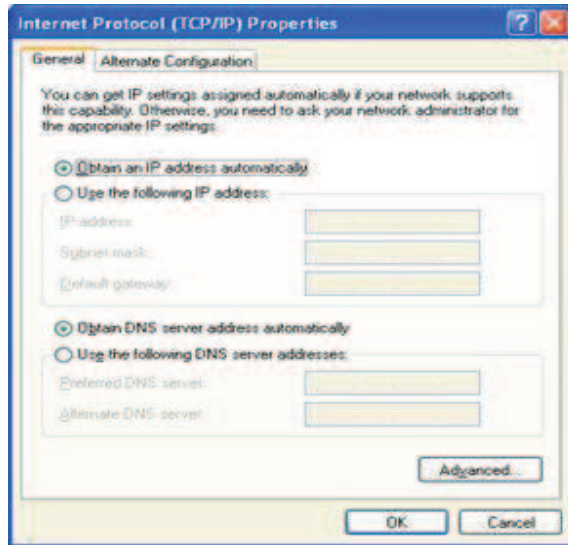 Internet Protocol (TCP/IP) Properties
?
General
Alternate Configuration
You can get IP settings assigned automatically if your network supports
this capability. Otherwise, you need to ask your network administrator for
the appropriate IP settings.
Obtain an IP address automatically
Use the following IP address:
IP address:
Subnet mask:
Default gateway:
Obtain DNS server address automatically
Use the following DNS server addresses:
Preferred DNS server:
Alternate DNS server:
Advanced...
OK
Cancel